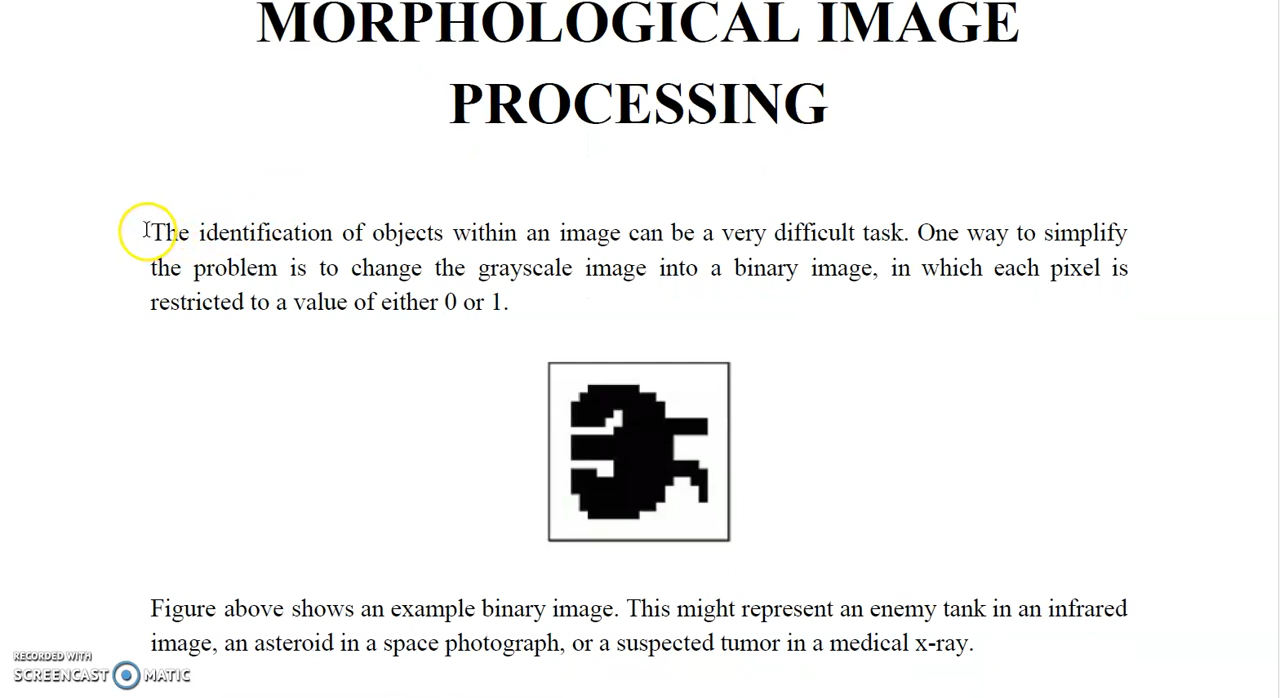 MORPHOLOGICAL IMAGE
PROCESSING
The identification of objects within an image can be a very difficult task. One way to simplify
the problem is to change the grayscale image into a binary image, in which each pixel is
restricted to a value of either 0 or 1.
Figure above shows an example binary image. This might represent an enemy tank in an infrared
image, an asteroid in a space photograph, or a suspected tumor in a medical x-ray.
RECORDED WITH
SCREENCAST MATIC